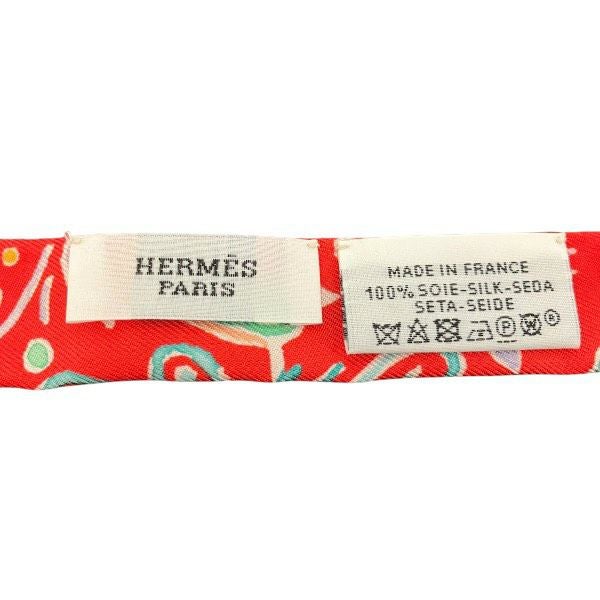 HERMÈS
PARIS
MADE IN FRANCE
100% SOIE-SILK-SEDA
SETA-SEIDE
P W ®